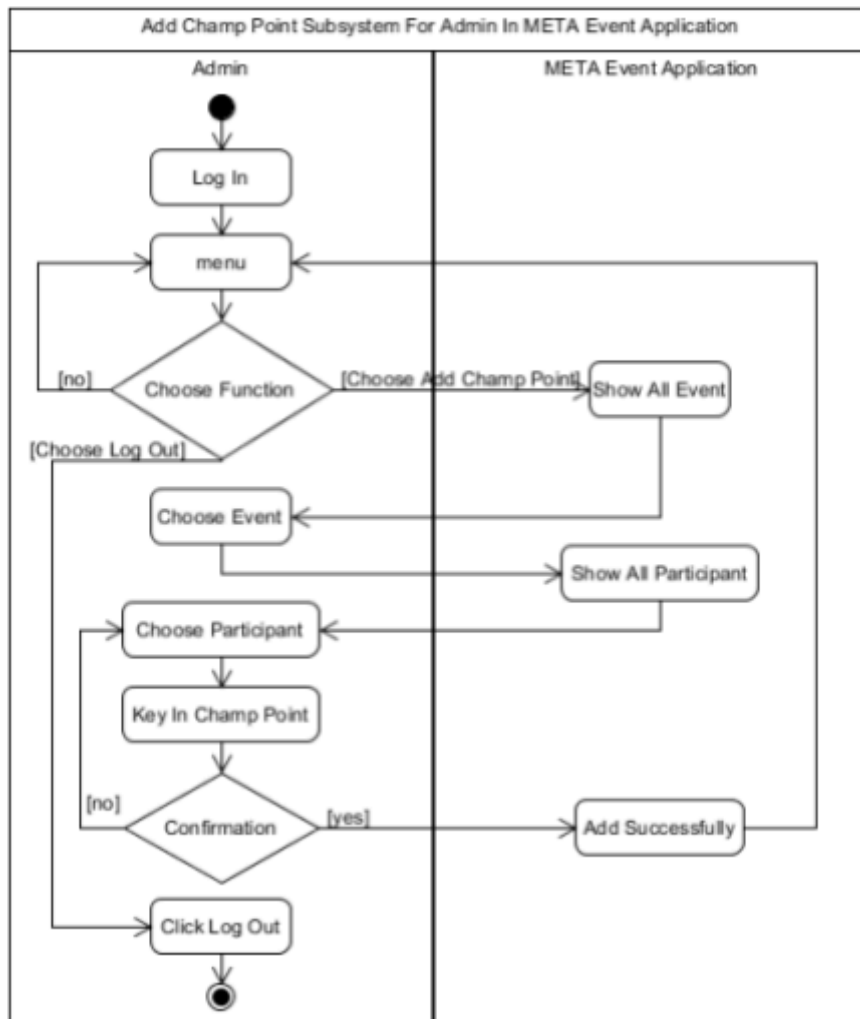 Add Champ Point Subsystem For Admin In META Event Application
Admin
META Event Application
Log In
menu
Choose Function
[no]
[Choose Add Champ Point]
Show All Event
[Choose Log Out]
Choose Event
Show All Participant
Choose Participant
Key In Champ Point
[no]
Confirmation
[yes]
Add Successfully
Click Log Out